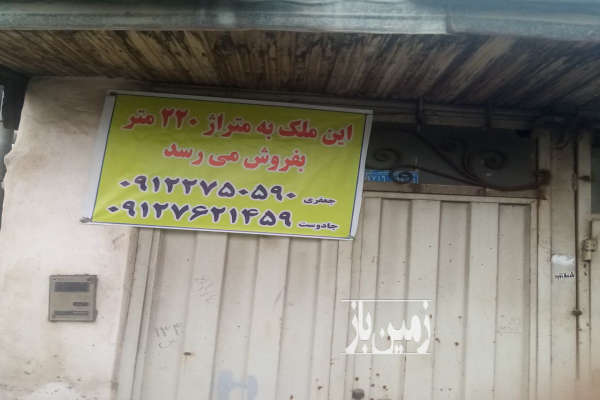 این ملک به متراژ ۲۲۰ متر
بفروش می رسد
جعفری ۰۹۱۲۲۷۵۰۵۹۰
جادوست ۰۹۱۲۷۶۲۱۴۵۹
زمین باز